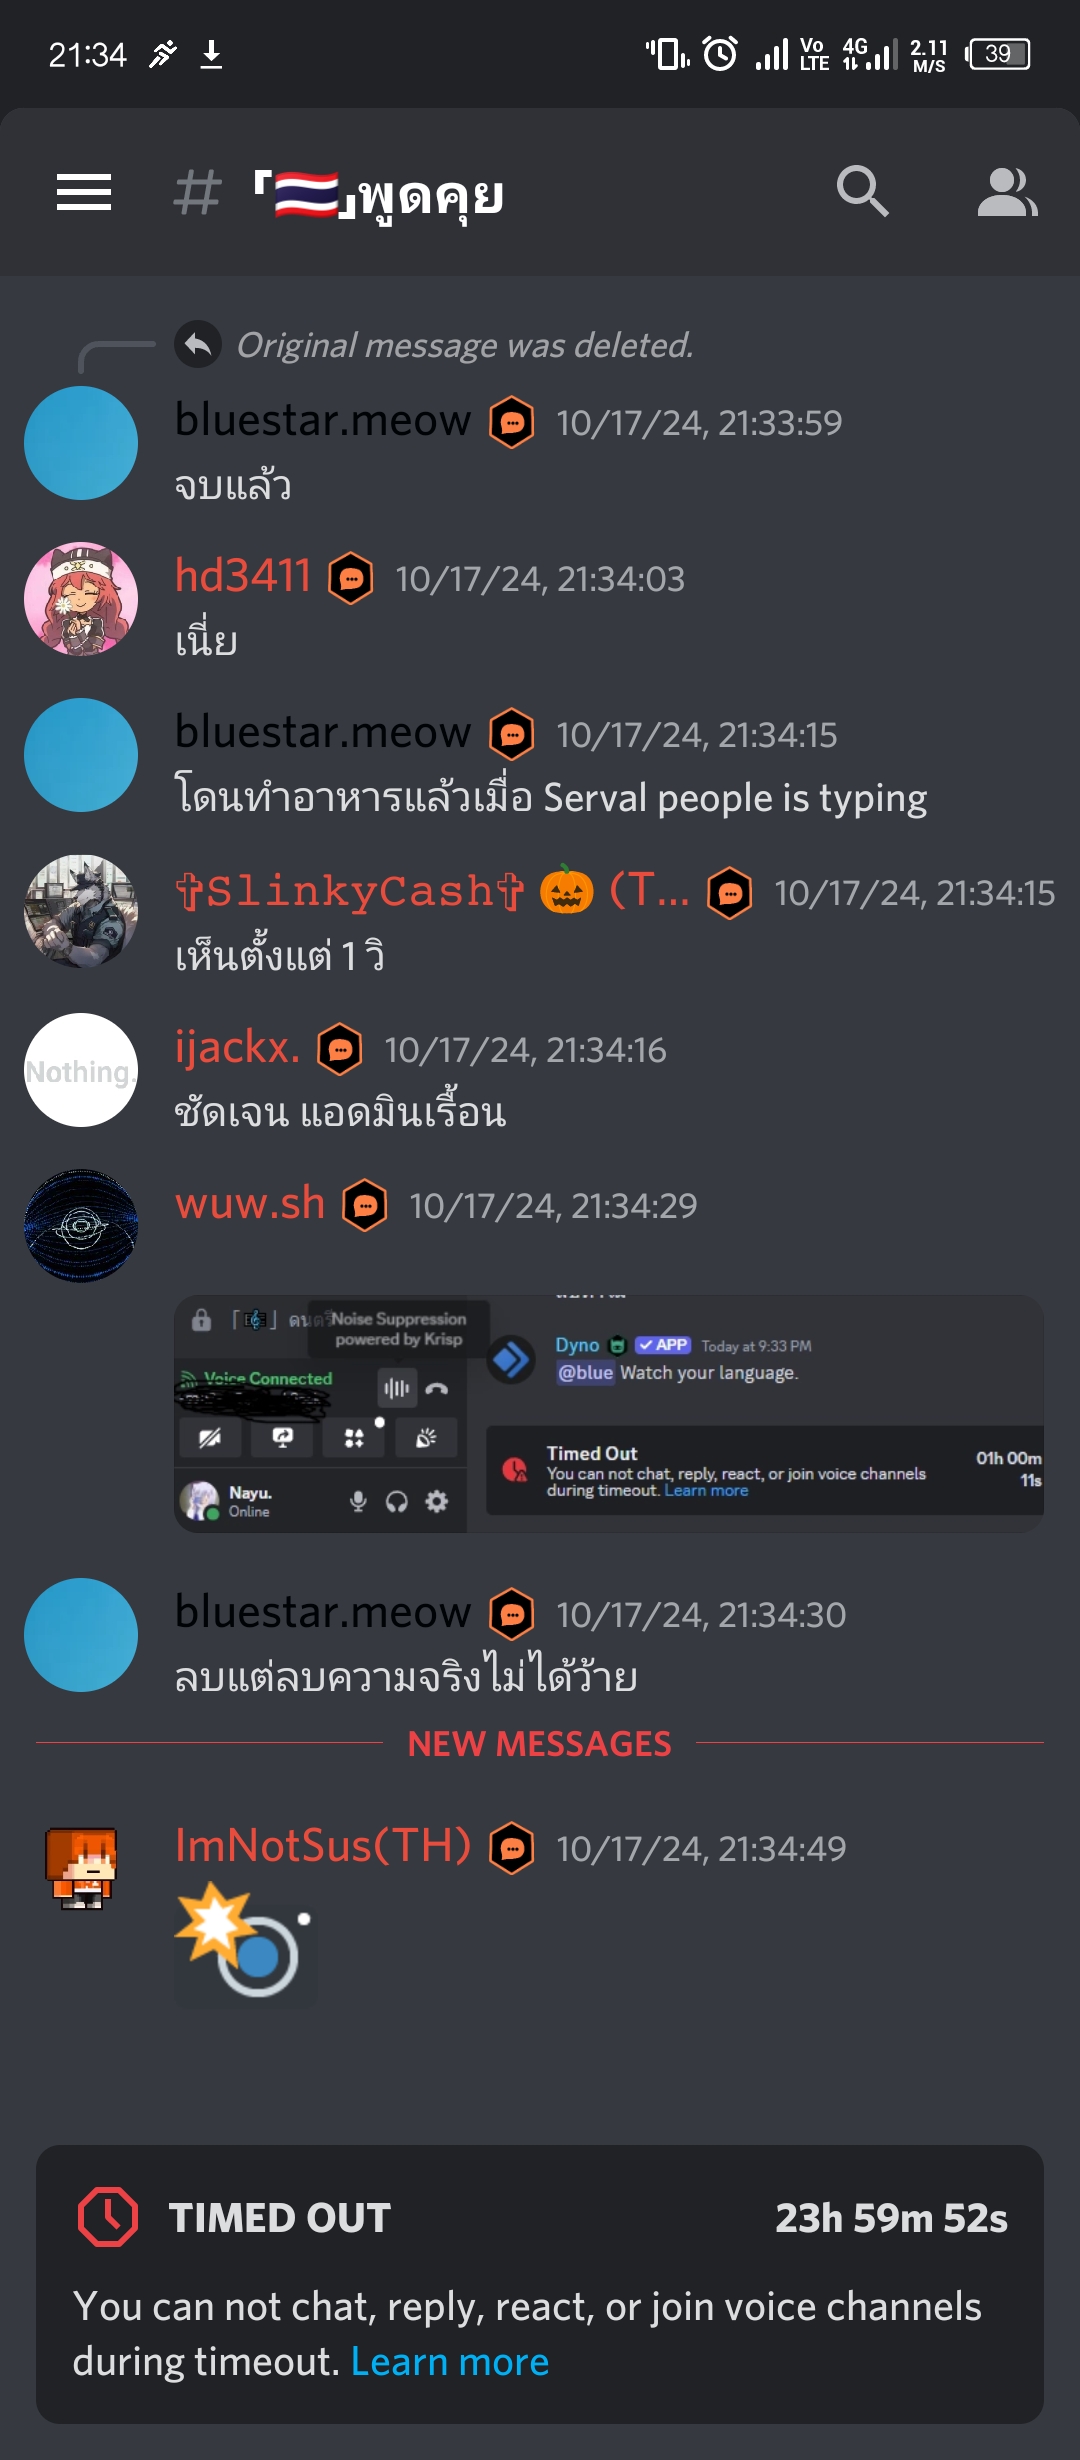 21:34
Vo LTE 4G 2.11 M/S 39
# 「🇹🇭」พูดคุย
Original message was deleted.
bluestar.meow 10/17/24, 21:33:59
จบแล้ว
hd3411 10/17/24, 21:34:03
เนี่ย
bluestar.meow 10/17/24, 21:34:15
โดนทำอาหารแล้วเมื่อ Serval people is typing
✞SlinkyCash✞ 🎃 (T... 10/17/24, 21:34:15
เห็นตั้งแต่ 1 วิ
ijackx. 10/17/24, 21:34:16
ชัดเจน แอดมินเรื้อน
Nothing.
wuw.sh 10/17/24, 21:34:29
Noise Suppression
powered by Krisp
Voice Connected
Nayu.
Online
Dyno ✓ APP Today at 9:33 PM
@blue Watch your language.
Timed Out
You can not chat, reply, react, or join voice channels
during timeout. Learn more
01h 00m
11s
bluestar.meow 10/17/24, 21:34:30
ลบแต่ลบความจริงไม่ได้ว้าย
NEW MESSAGES
ImNotSus(TH) 10/17/24, 21:34:49
TIMED OUT 23h 59m 52s
You can not chat, reply, react, or join voice channels
during timeout. Learn more